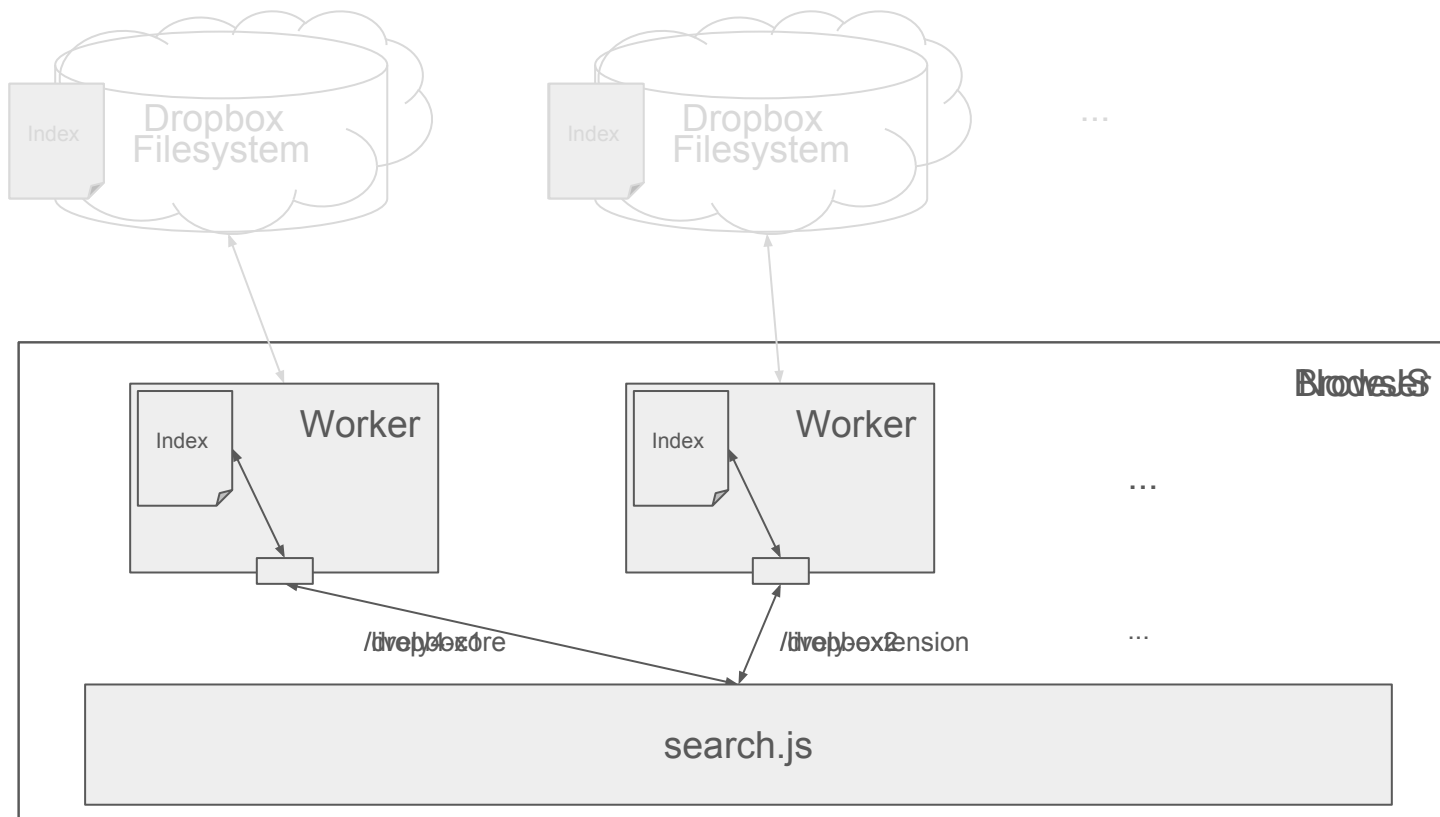 Dropbox
Filesystem
Index
Dropbox
Filesystem
Index
...
Worker
Index
Worker
Index
...
...
search.js